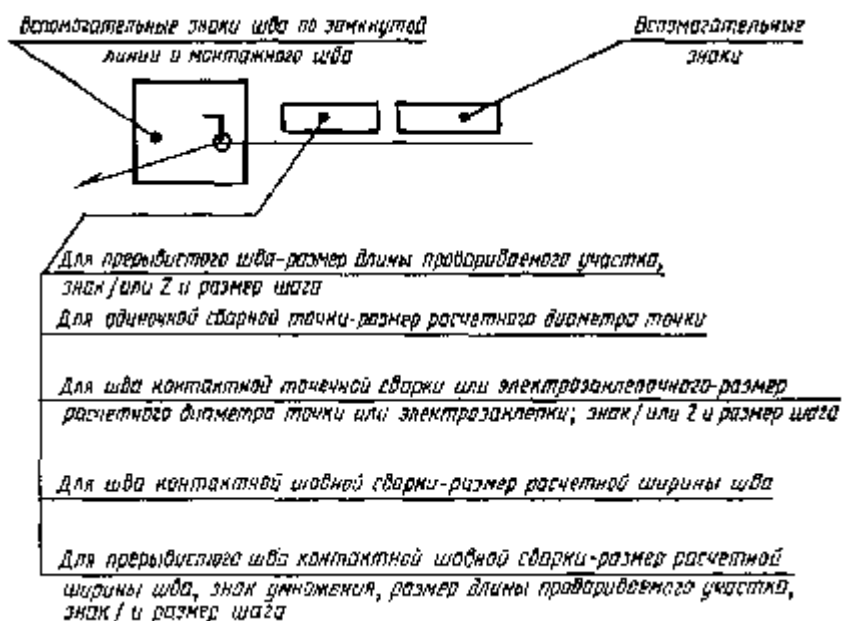 Вспомогательные знаки шва по замкнутой
линии и монтажного шва
Вспомогательные
знаки
Для прерывистого шва-размер длины провариваемого участка,
знак / или Z и размер шага
Для одиночной сварной точки-размер расчетного диаметра точки
Для шва контактной точечной сварки или электрозаклепочного-размер
расчетного диаметра точки или электрозаклепки; знак / или Z и размер шага
Для шва контактной шовной сварки-размер расчетной ширины шва
Для прерывистого шва контактной шовной сварки-размер расчетной
ширины шва, знак умножения, размер длины провариваемого участка,
знак / и размер шага